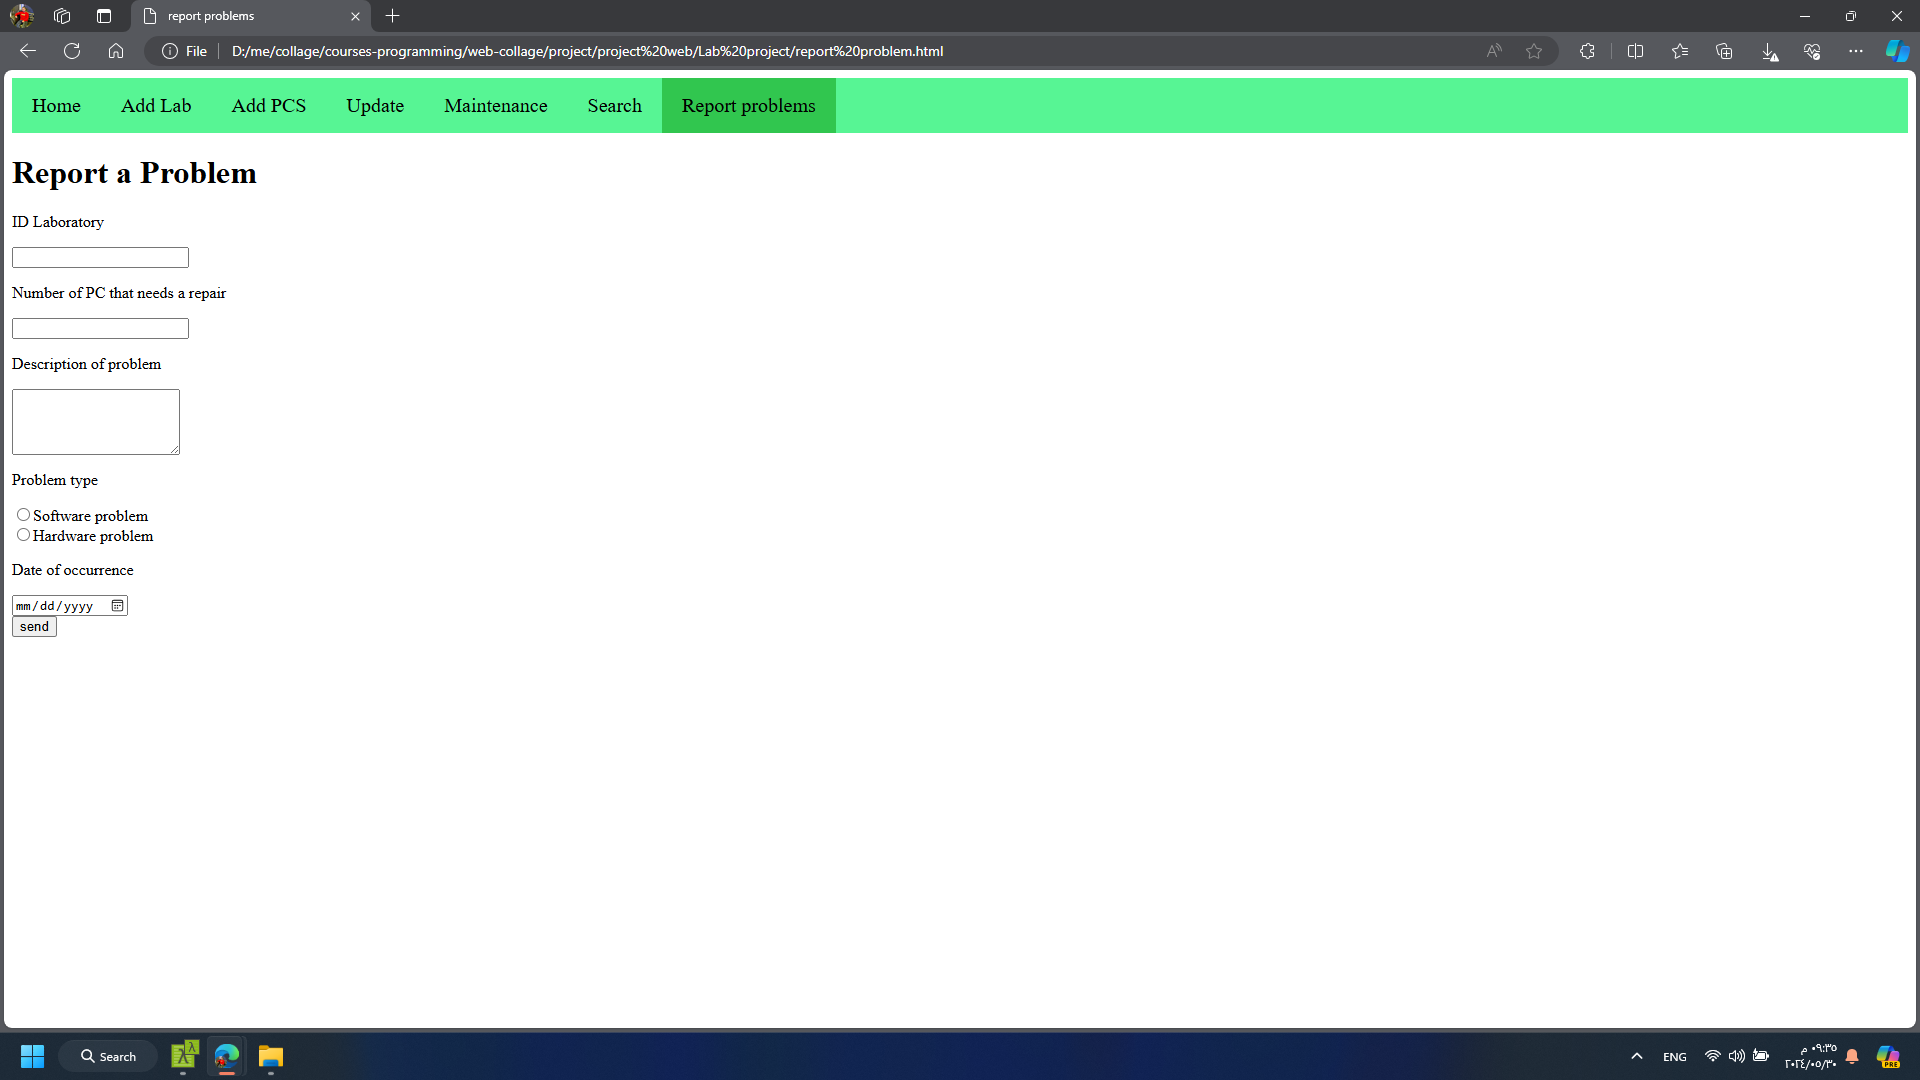 report problems
File
D:/me/collage/courses-programming/web-collage/project/project%20web/Lab%20project/report%20problem.html
Home Add Lab Add PCS Update Maintenance Search Report problems
Report a Problem
ID Laboratory
Number of PC that needs a repair
Description of problem
Problem type
Software problem
Hardware problem
Date of occurrence
mm/dd/yyyy
send
Search
ENG
٠٩:٣٥ م
٢٠٢٤/٠٥/٣٠
PRE